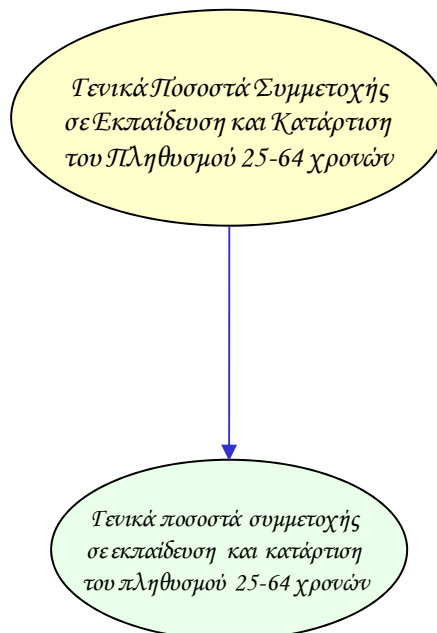 Γενικά Ποσοστά Συμμετοχής
σε Εκπαίδευση και Κατάρτιση
του Πληθυσμού 25-64 χρονών
Γενικά ποσοστά συμμετοχής
σε εκπαίδευση και κατάρτιση
του πληθυσμού 25-64 χρονών